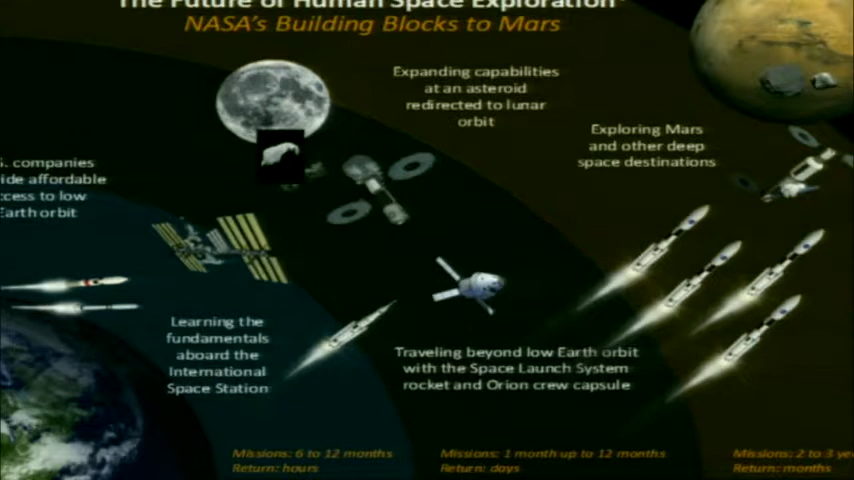 The Future of Human Space Exploration
NASA's Building Blocks to Mars
Expanding capabilities
at an asteroid
redirected to lunar
orbit
Exploring Mars
and other deep
space destinations
S. companies
ide affordable
cess to low
Earth orbit
Learning the
fundamentals
aboard the
International
Space Station
Traveling beyond low Earth orbit
with the Space Launch System
rocket and Orion crew capsule
Missions: 6 to 12 months
Return: hours
Missions: 1 month up to 12 months
Return: days
Missions: 2 to 3 ye
Return: months